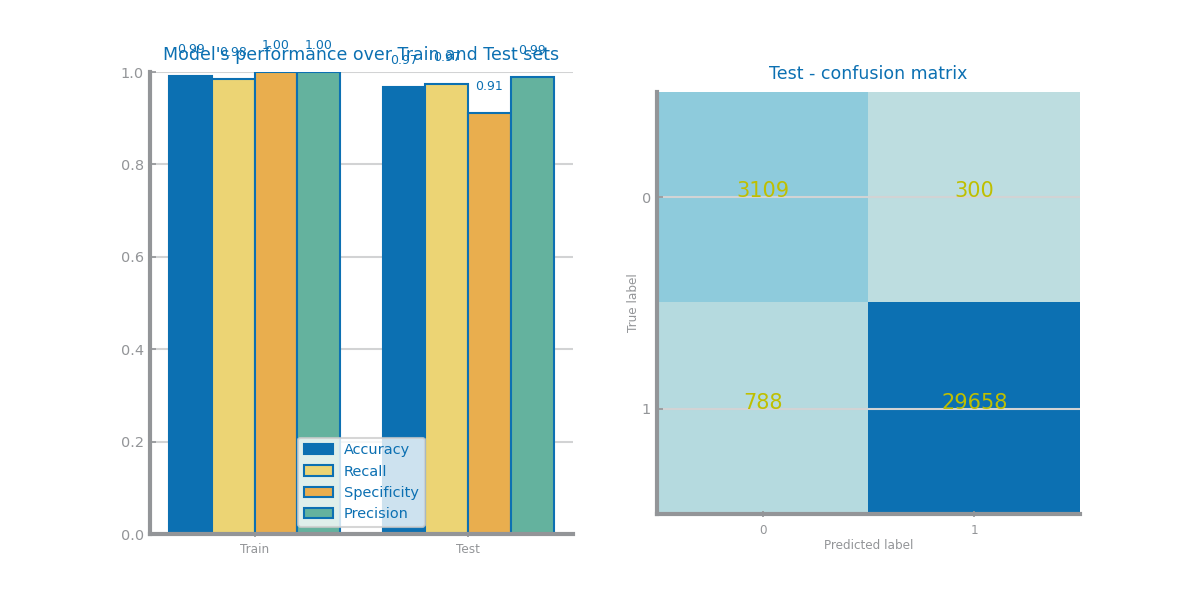 Model's performance over Train and Test sets
0.99 0.98 1.00 1.00 0.97 0.97 0.91 0.99
1.0
0.8
0.6
0.4
0.2
0.0
Accuracy
Recall
Specificity
Precision
Train Test
Test - confusion matrix
True label
0
1
3109 300
788 29658
0 1
Predicted label